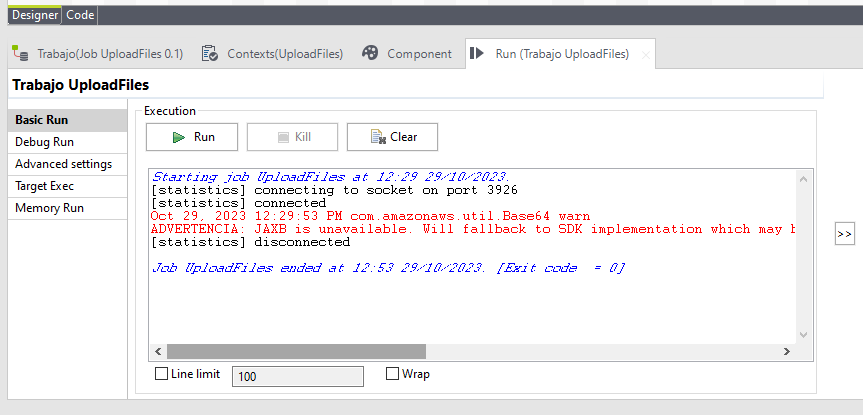 Designer Code
Trabajo(Job UploadFiles 0.1) Contexts(UploadFiles) Component Run (Trabajo UploadFiles)
Trabajo UploadFiles
Basic Run
Debug Run
Advanced settings
Target Exec
Memory Run
Execution
Run Kill Clear
Starting job UploadFiles at 12:29 29/10/2023.
[statistics] connecting to socket on port 3926
[statistics] connected
Oct 29, 2023 12:29:53 PM com.amazonaws.util.Base64 warn
ADVERTENCIA: JAXB is unavailable. Will fallback to SDK implementation which may
[statistics] disconnected
Job UploadFiles ended at 12:53 29/10/2023. [Exit code  = 0]
>>
Line limit 100 Wrap